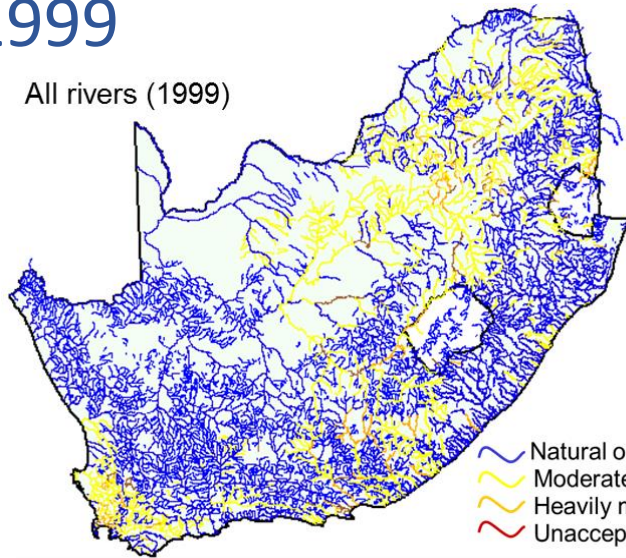 1999
All rivers (1999)
Natural o
Moderate
Heavily m
Unaccep